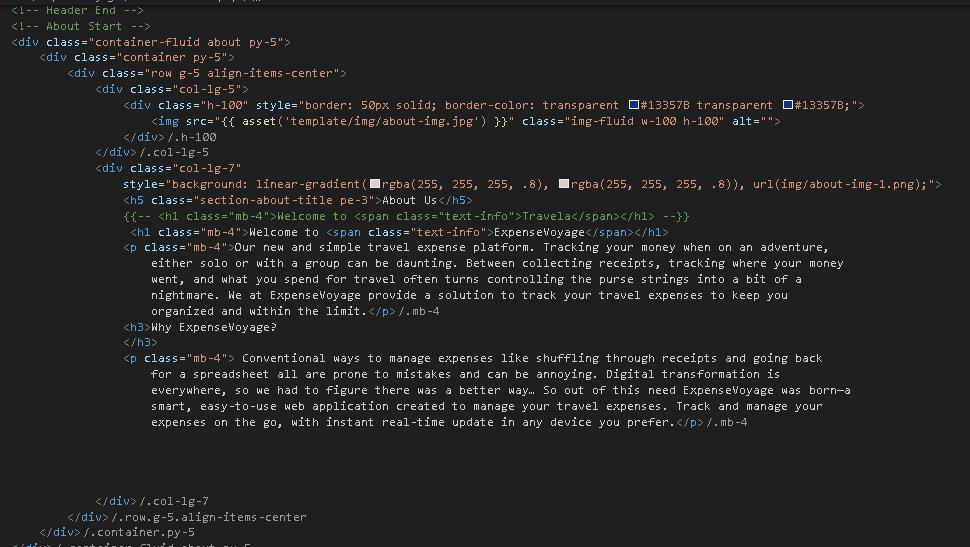 <!-- Header End -->
<!-- About Start -->
<div class="container-fluid about py-5">
<div class="container py-5">
<div class="row g-5 align-items-center">
<div class="col-lg-5">
<div class="h-100" style="border: 50px solid; border-color: transparent #13357B transparent #13357B;">
<img src="{{ asset('template/img/about-img.jpg') }}" class="img-fluid w-100 h-100" alt="">
</div>/.h-100
</div>/.col-lg-5
<div class="col-lg-7"
style="background: linear-gradient(rgba(255, 255, 255, .8), rgba(255, 255, 255, .8)), url(img/about-img-1.png);">
<h5 class="section-about-title pe-3">About Us</h5>
{{-- <h1 class="mb-4">Welcome to <span class="text-info">Travela</span></h1> --}}
<h1 class="mb-4">Welcome to <span class="text-info">ExpenseVoyage</span></h1>
<p class="mb-4">Our new and simple travel expense platform. Tracking your money when on an adventure,
either solo or with a group can be daunting. Between collecting receipts, tracking where your money
went, and what you spend for travel often turns controlling the purse strings into a bit of a
nightmare. We at ExpenseVoyage provide a solution to track your travel expenses to keep you
organized and within the limit.</p>/.mb-4
<h3>Why ExpenseVoyage?
</h3>
<p class="mb-4"> Conventional ways to manage expenses like shuffling through receipts and going back
for a spreadsheet all are prone to mistakes and can be annoying. Digital transformation is
everywhere, so we had to figure there was a better way… So out of this need ExpenseVoyage was born—a
smart, easy-to-use web application created to manage your travel expenses. Track and manage your
expenses on the go, with instant real-time update in any device you prefer.</p>/.mb-4
</div>/.col-lg-7
</div>/.row.g-5.align-items-center
</div>/.container.py-5
</div>/.container-fluid.about.py-5